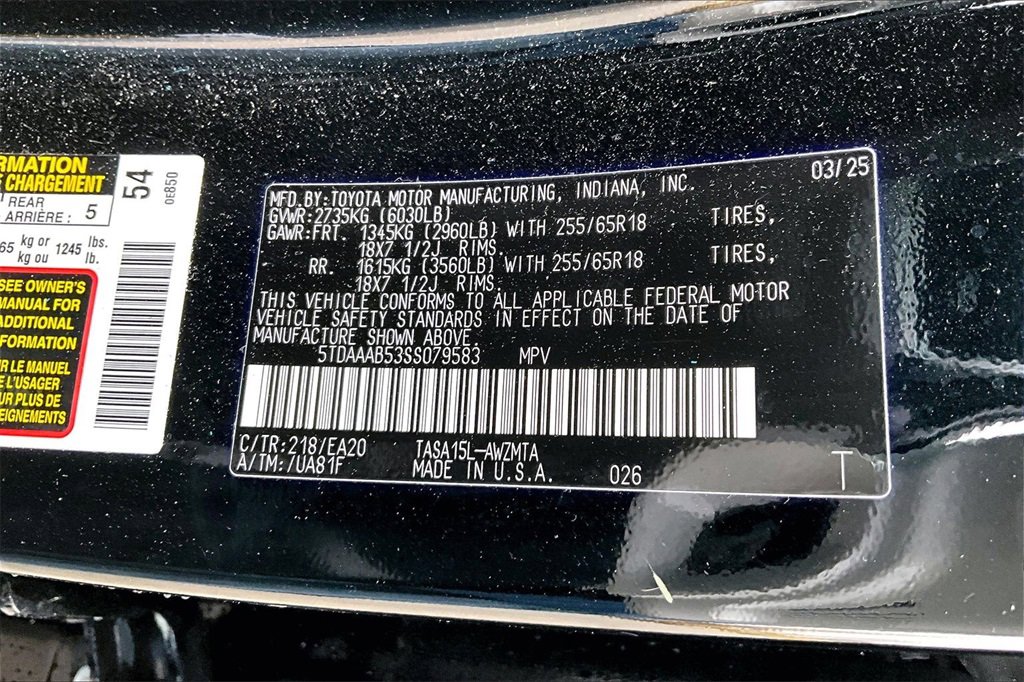 RMATION
E CHARGEMENT
REAR
ARRIÈRE : 5
65 kg or 1245 lbs.
kg ou lb.
SEE OWNER'S
MANUAL FOR
ADDITIONAL
INFORMATION
LE MANUEL
L'USAGER
PLUS DE
EIGNEMENTS
54
0E850
03/25
MFD.BY:TOYOTA MOTOR MANUFACTURING, INDIANA, INC.
GVWR:2735KG (6030LB)
GAWR:FRT. 1345KG (2960LB) WITH 255/65R18 TIRES,
18X7 1/2J RIMS.
RR. 1615KG (3560LB) WITH 255/65R18 TIRES,
18X7 1/2J RIMS.
THIS VEHICLE CONFORMS TO ALL APPLICABLE FEDERAL MOTOR
VEHICLE SAFETY STANDARDS IN EFFECT ON THE DATE OF
MANUFACTURE SHOWN ABOVE.
5TDAAAB53SS079583 MPV
C/TR:218/EA20 TASA15L-AWZMTA
A/TM:/UA81F MADE IN U.S.A. 026 T